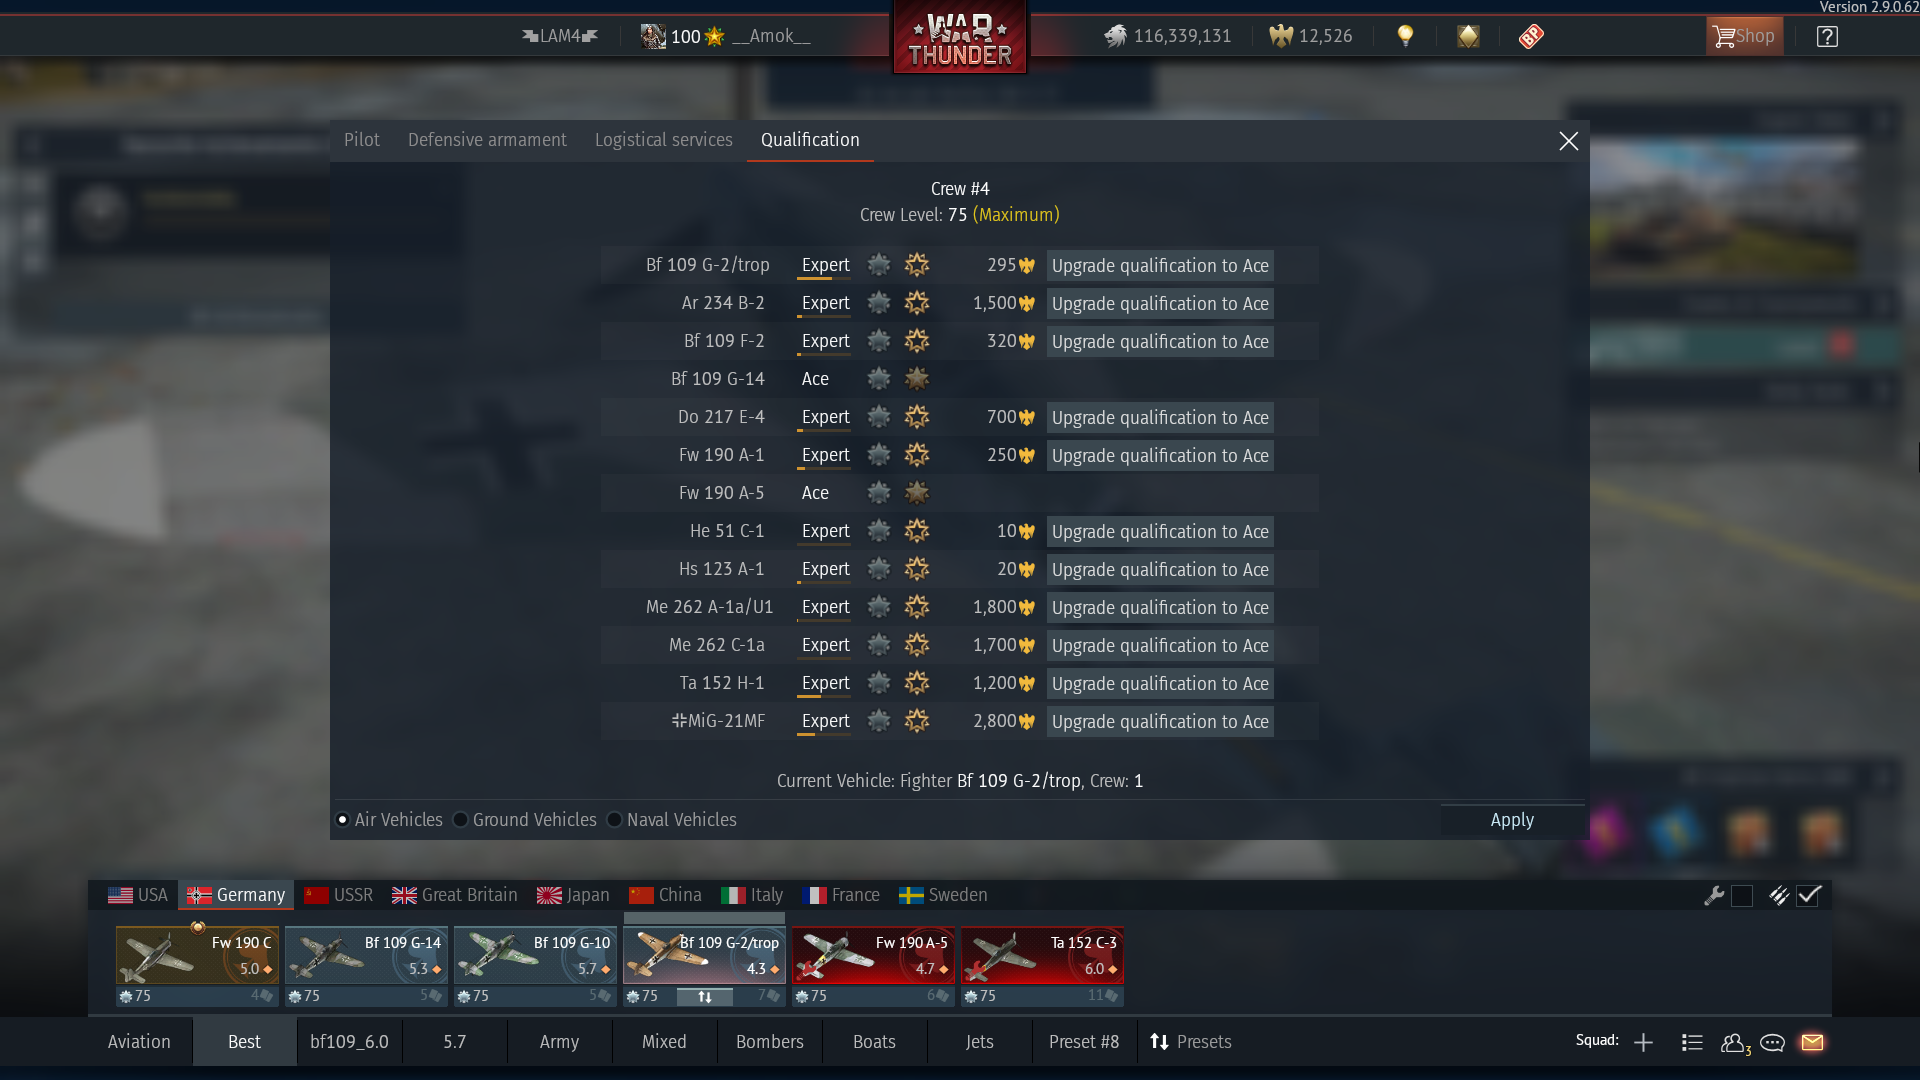 Version 2.9.0.62
LAM4
100 __Amok__
WAR THUNDER
116,339,131
12,526
BP
Shop
?
Pilot Defensive armament Logistical services Qualification
Crew #4
Crew Level: 75 (Maximum)
Bf 109 G-2/trop Expert 295 Upgrade qualification to Ace
Ar 234 B-2 Expert 1,500 Upgrade qualification to Ace
Bf 109 F-2 Expert 320 Upgrade qualification to Ace
Bf 109 G-14 Ace
Do 217 E-4 Expert 700 Upgrade qualification to Ace
Fw 190 A-1 Expert 250 Upgrade qualification to Ace
Fw 190 A-5 Ace
He 51 C-1 Expert 10 Upgrade qualification to Ace
Hs 123 A-1 Expert 20 Upgrade qualification to Ace
Me 262 A-1a/U1 Expert 1,800 Upgrade qualification to Ace
Me 262 C-1a Expert 1,700 Upgrade qualification to Ace
Ta 152 H-1 Expert 1,200 Upgrade qualification to Ace
MiG-21MF Expert 2,800 Upgrade qualification to Ace
Current Vehicle: Fighter Bf 109 G-2/trop, Crew: 1
Air Vehicles Ground Vehicles Naval Vehicles Apply
USA Germany USSR Great Britain Japan China Italy France Sweden
Fw 190 C Bf 109 G-14 Bf 109 G-10 Bf 109 G-2/trop Fw 190 A-5 Ta 152 C-3
5.0 5.3 5.7 4.3 4.7 6.0
75 4 75 5 75 5 75 7 75 6 75 11
Aviation Best bf109_6.0 5.7 Army Mixed Bombers Boats Jets Preset #8 Presets Squad: 3